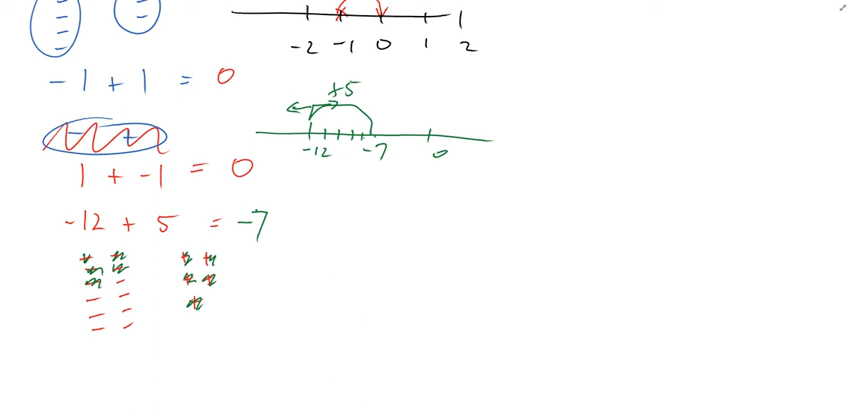 -2 -1 0 1 2
-1 + 1 = 0
+5
-12 -7 0
- +
1 + -1 = 0
-12 + 5 = -7